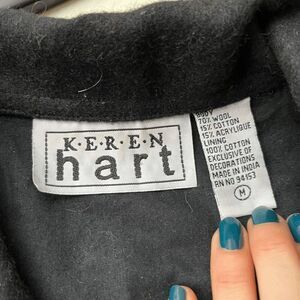 K·E·R·E·N
hart
BODY
70% WOOL
15% COTTON
15% ACRYLIQUE
LINING
100% COTTON
EXCLUSIVE OF
DECORATIONS
MADE IN INDIA
RN NO 94153
M